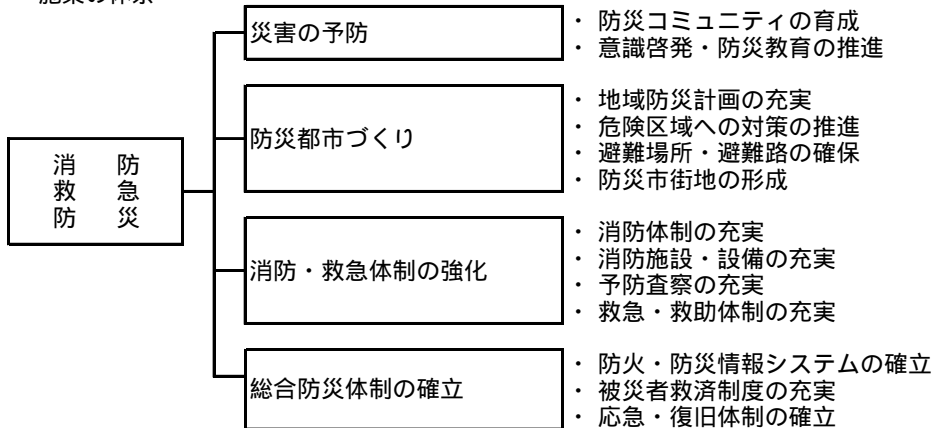 施策の体系
災害の予防
・ 防災コミュニティの育成
・ 意識啓発・防災教育の推進
防災都市づくり
・ 地域防災計画の充実
・ 危険区域への対策の推進
・ 避難場所・避難路の確保
・ 防災市街地の形成
消 防
救 急
防 災
消防・救急体制の強化
・ 消防体制の充実
・ 消防施設・設備の充実
・ 予防査察の充実
・ 救急・救助体制の充実
総合防災体制の確立
・ 防火・防災情報システムの確立
・ 被災者救済制度の充実
・ 応急・復旧体制の確立